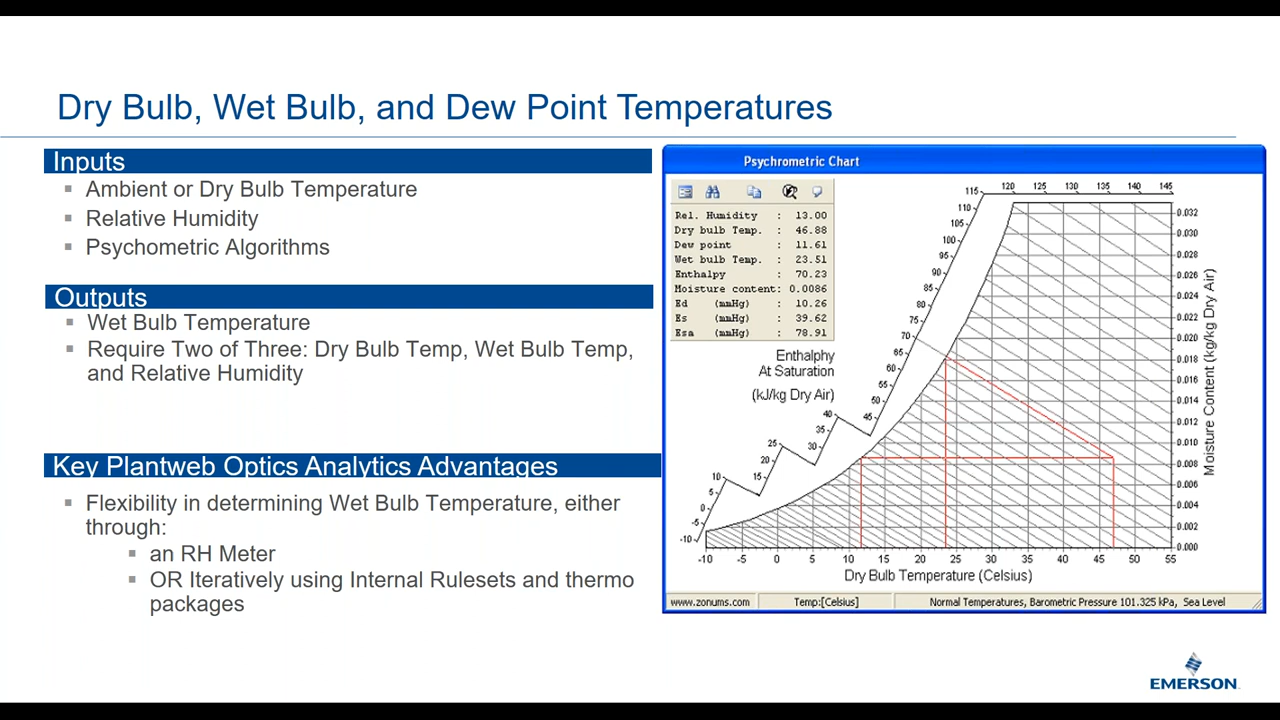 Dry Bulb, Wet Bulb, and Dew Point Temperatures
Inputs
Ambient or Dry Bulb Temperature
Relative Humidity
Psychometric Algorithms
Outputs
Wet Bulb Temperature
Require Two of Three: Dry Bulb Temp, Wet Bulb Temp,
and Relative Humidity
Key Plantweb Optics Analytics Advantages
Flexibility in determining Wet Bulb Temperature, either
through:
an RH Meter
OR Iteratively using Internal Rulesets and thermo
packages
Psychrometric Chart
Rel. Humidity : 13.00
Dry bulb Temp. : 46.88
Dew point : 11.61
Wet bulb Temp. : 23.51
Enthalpy : 70.23
Moisture content: 0.0086
Ed (mmHg) : 10.26
Es (mmHg) : 39.62
Esa (mmHg) : 78.91
Enthalphy
At Saturation
(kJ/kg Dry Air)
-10
-5
0
5
10
15
20
25
30
35
40
45
50
55
60
65
70
75
80
85
90
95
100
105
110
115
120 125 130 135 140 145
0.032
0.030
0.028
0.026
0.024
0.022
0.020
0.018
0.016
0.014
0.012
0.010
0.008
0.006
0.004
0.002
0.000
Moisture Content (kg/kg Dry Air)
-10 -5 0 5 10 15 20 25 30 35 40 45 50 55
Dry Bulb Temperature (Celsius)
www.zonums.com Temp:[Celsius] Normal Temperatures, Barometric Pressure 101.325 kPa, Sea Level
EMERSON